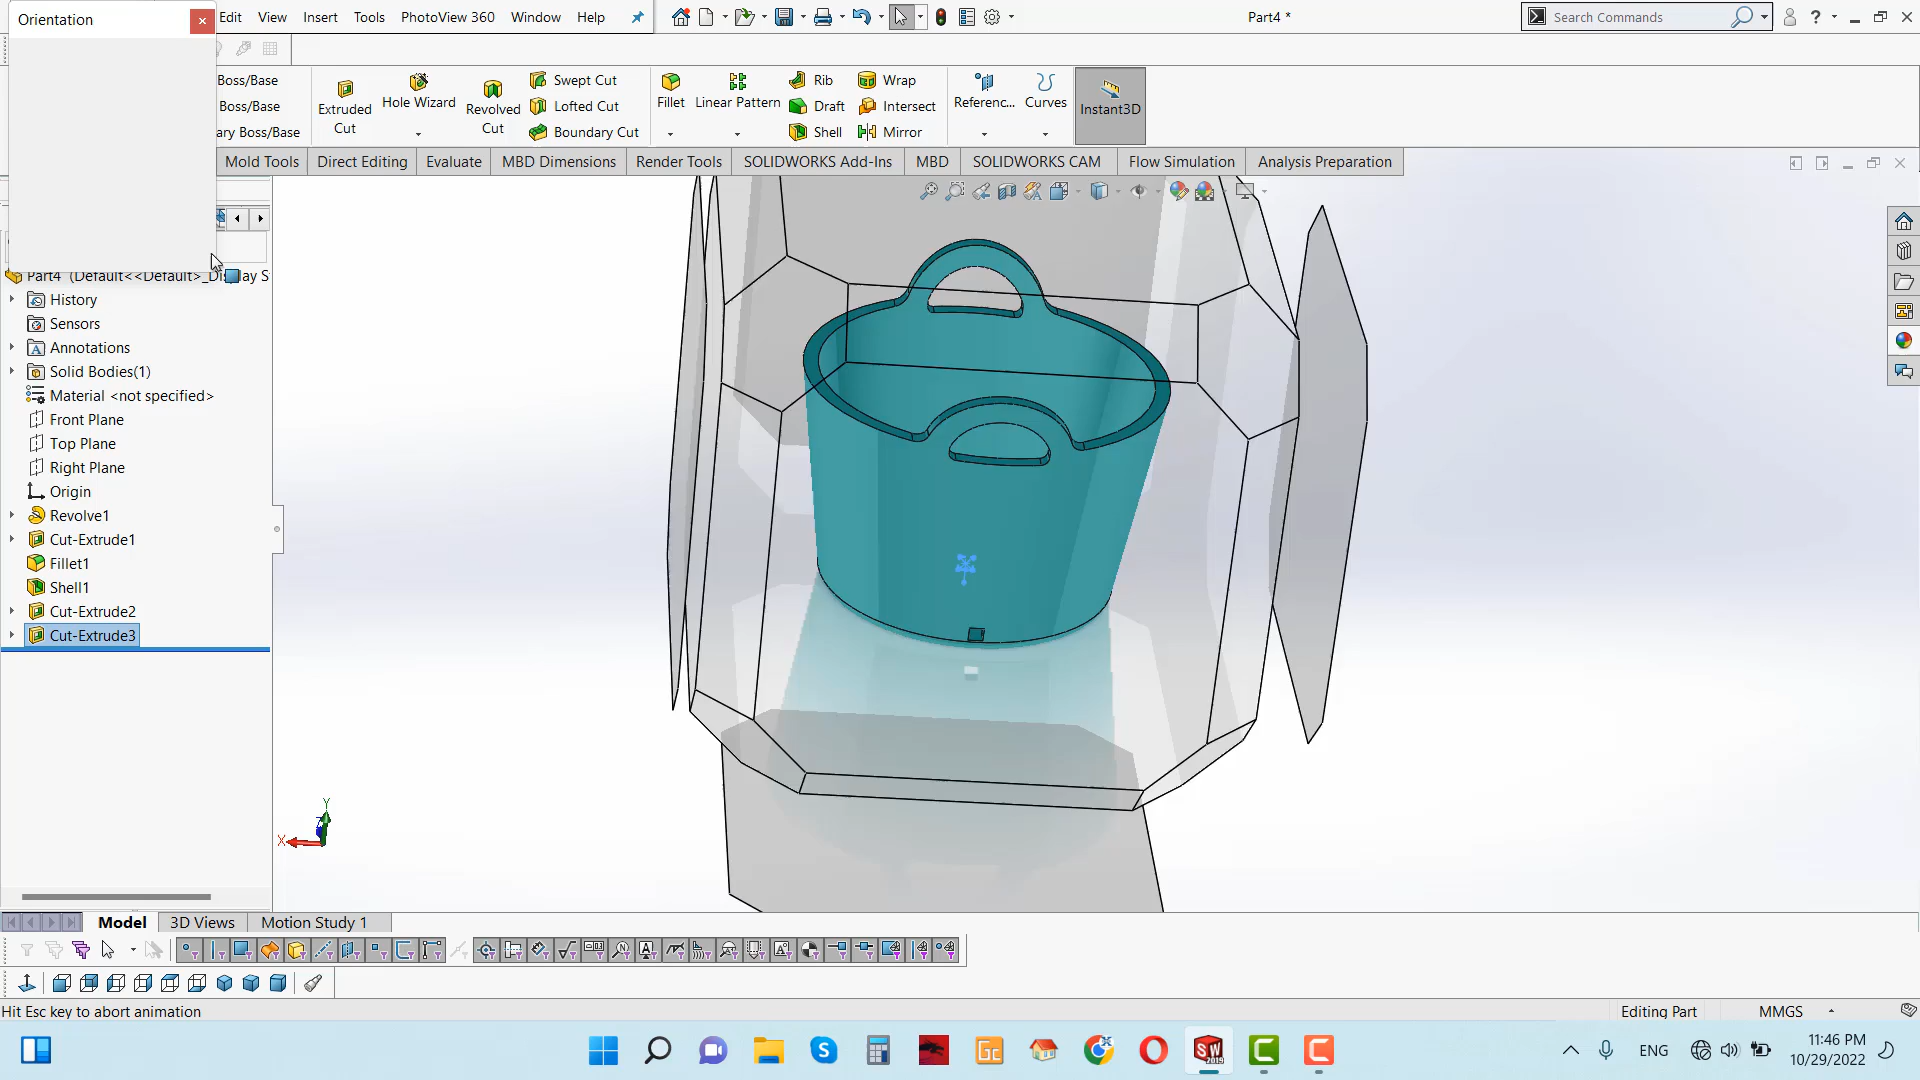 Orientation
Edit View Insert Tools PhotoView 360 Window Help
Part4 *
Search Commands
Boss/Base
Boss/Base
ary Boss/Base
Extruded Cut
Hole Wizard
Revolved Cut
Swept Cut
Lofted Cut
Boundary Cut
Fillet
Linear Pattern
Rib
Draft
Shell
Wrap
Intersect
Mirror
Referenc...
Curves
Instant3D
Mold Tools Direct Editing Evaluate MBD Dimensions Render Tools SOLIDWORKS Add-Ins MBD SOLIDWORKS CAM Flow Simulation Analysis Preparation
Part4 (Default<<Default>_Display S
History
Sensors
Annotations
Solid Bodies(1)
Material <not specified>
Front Plane
Top Plane
Right Plane
Origin
Revolve1
Cut-Extrude1
Fillet1
Shell1
Cut-Extrude2
Cut-Extrude3
Y
X
Model 3D Views Motion Study 1
Hit Esc key to abort animation
Editing Part MMGS
ENG
11:46 PM
10/29/2022